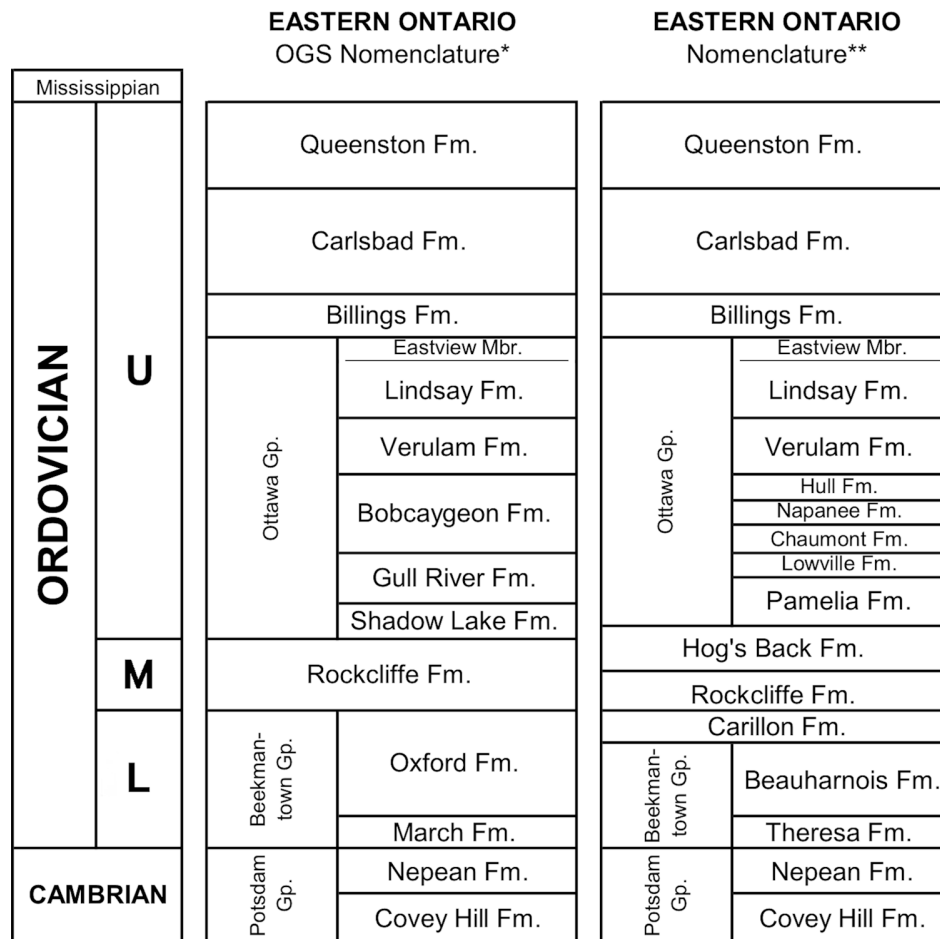 EASTERN ONTARIO
OGS Nomenclature*
EASTERN ONTARIO
Nomenclature**
Mississippian
ORDOVICIAN
U
M
L
CAMBRIAN
Queenston Fm.
Carlsbad Fm.
Billings Fm.
Ottawa Gp.
Eastview Mbr.
Lindsay Fm.
Verulam Fm.
Bobcaygeon Fm.
Gull River Fm.
Shadow Lake Fm.
Rockcliffe Fm.
Beekman-
town Gp.
Oxford Fm.
March Fm.
Potsdam
Gp.
Nepean Fm.
Covey Hill Fm.
Queenston Fm.
Carlsbad Fm.
Billings Fm.
Ottawa Gp.
Eastview Mbr.
Lindsay Fm.
Verulam Fm.
Hull Fm.
Napanee Fm.
Chaumont Fm.
Lowville Fm.
Pamelia Fm.
Hog's Back Fm.
Rockcliffe Fm.
Carillon Fm.
Beekman-
town Gp.
Beauharnois Fm.
Theresa Fm.
Potsdam
Gp.
Nepean Fm.
Covey Hill Fm.